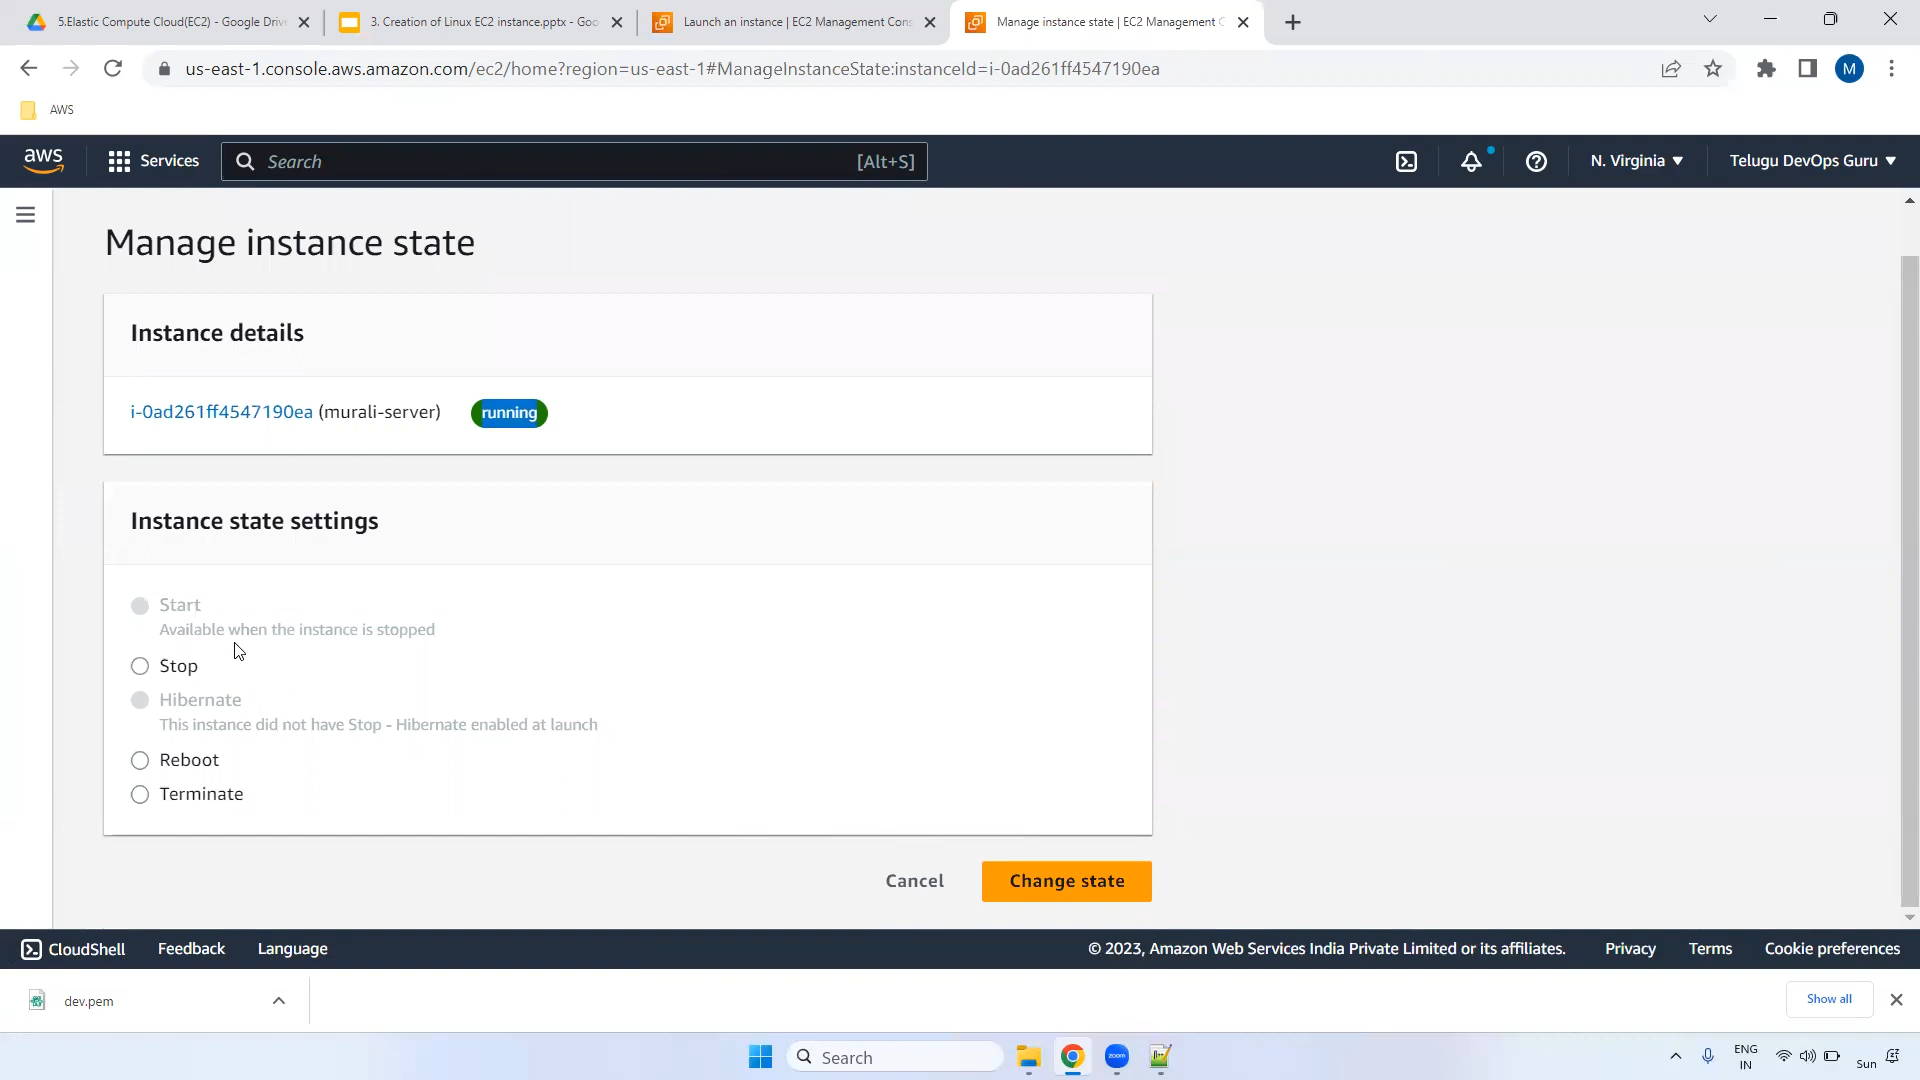 5.Elastic Compute Cloud(EC2) - Google Drive
3. Creation of Linux EC2 instance.pptx - Goo
Launch an instance | EC2 Management Cons
Manage instance state | EC2 Management C
us-east-1.console.aws.amazon.com/ec2/home?region=us-east-1#ManageInstanceState:instanceId=i-0ad261ff4547190ea
M
AWS
aws
Services
Search
[Alt+S]
N. Virginia
Telugu DevOps Guru
Manage instance state
Instance details
i-0ad261ff4547190ea (murali-server)
running
Instance state settings
Start
Available when the instance is stopped
Stop
Hibernate
This instance did not have Stop - Hibernate enabled at launch
Reboot
Terminate
Cancel
Change state
CloudShell
Feedback
Language
© 2023, Amazon Web Services India Private Limited or its affiliates.
Privacy
Terms
Cookie preferences
dev.pem
Show all
Search
zoom
ENG
IN
Sun